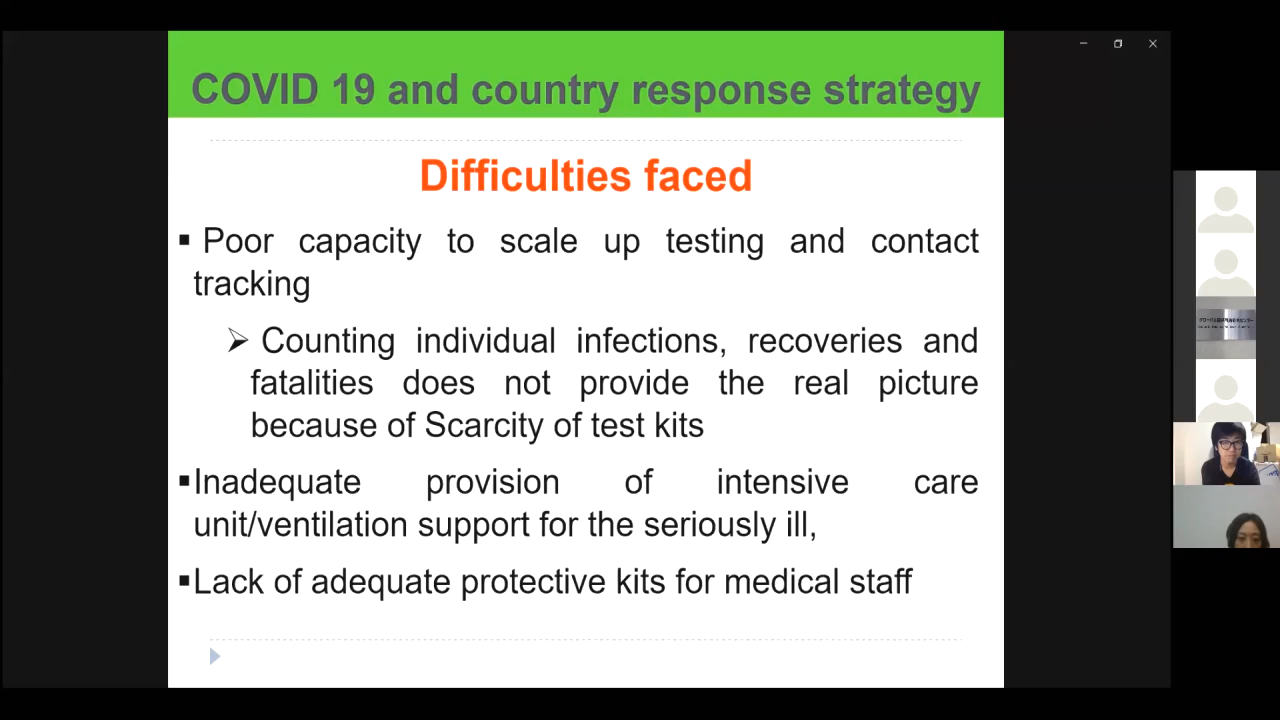 COVID 19 and country response strategy
Difficulties faced
▪ Poor capacity to scale up testing and contact
tracking
➢ Counting individual infections, recoveries and
fatalities does not provide the real picture
because of Scarcity of test kits
▪Inadequate provision of intensive care
unit/ventilation support for the seriously ill,
▪Lack of adequate protective kits for medical staff